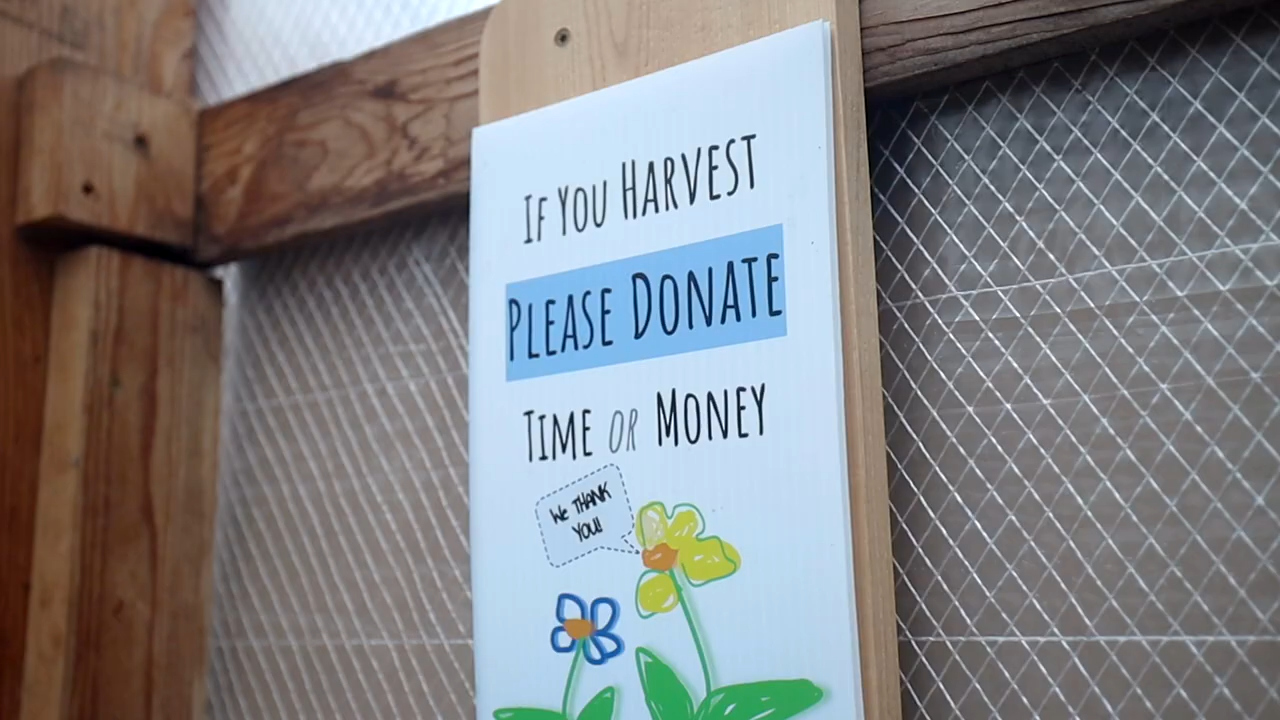 If You Harvest
Please Donate
Time or Money
We THANK
YOU!!